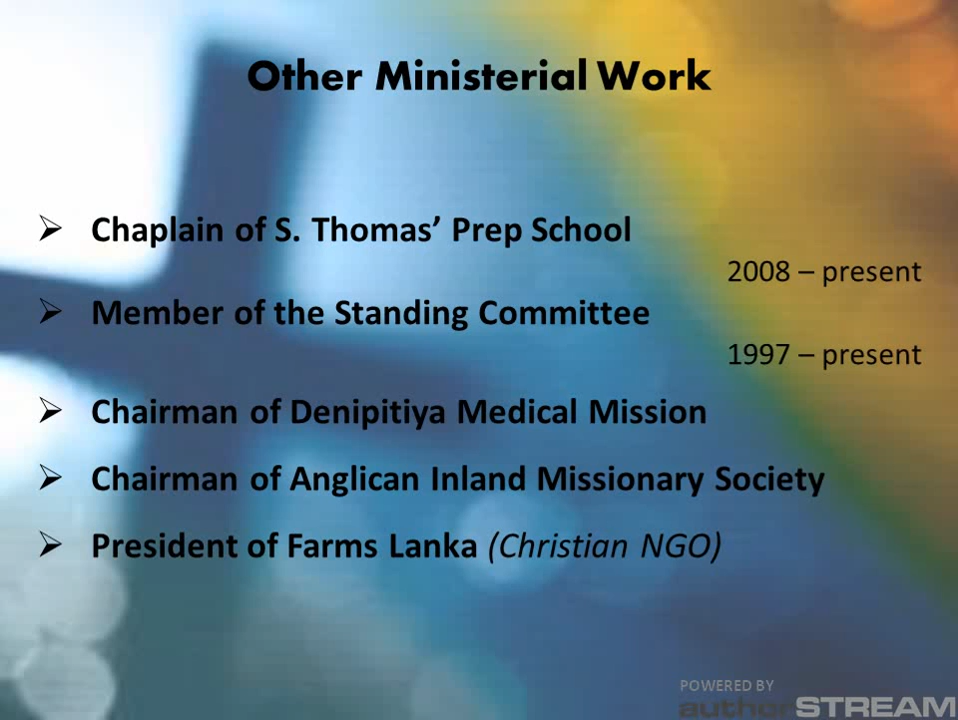 Other Ministerial Work
➢ Chaplain of S. Thomas’ Prep School
2008 – present
➢ Member of the Standing Committee
1997 – present
➢ Chairman of Denipitiya Medical Mission
➢ Chairman of Anglican Inland Missionary Society
➢ President of Farms Lanka (Christian NGO)
POWERED BY
authorSTREAM